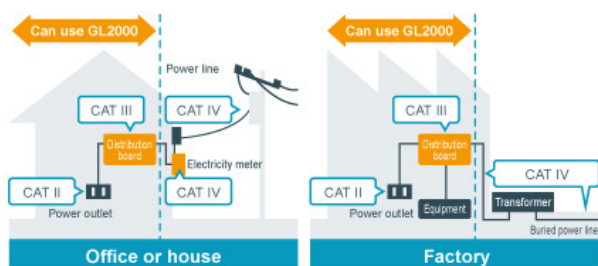 Can use GL2000
Power line
CAT III
CAT IV
Distribution
board
Electricity meter
CAT II
CAT IV
Power outlet
Office or house
Can use GL2000
CAT III
Distribution
board
CAT IV
CAT II
Transformer
Power outlet
Equipment
Buried power line
Factory